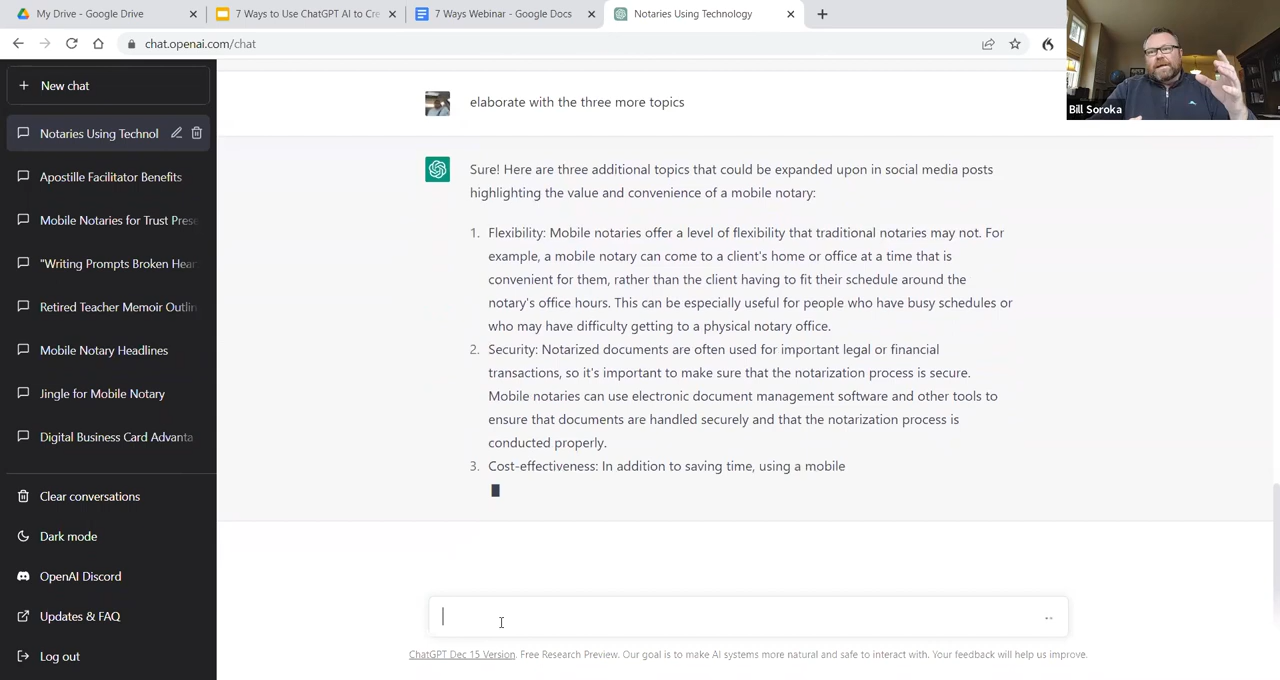 My Drive - Google Drive
7 Ways to Use ChatGPT AI to Cre
7 Ways Webinar - Google Docs
Notaries Using Technology
chat.openai.com/chat
Bill Soroka
New chat
Notaries Using Technol
Apostille Facilitator Benefits
Mobile Notaries for Trust Prese
"Writing Prompts Broken Hear
Retired Teacher Memoir Outlin
Mobile Notary Headlines
Jingle for Mobile Notary
Digital Business Card Advanta
Clear conversations
Dark mode
OpenAI Discord
Updates & FAQ
Log out
elaborate with the three more topics
Sure! Here are three additional topics that could be expanded upon in social media posts
highlighting the value and convenience of a mobile notary:
1. Flexibility: Mobile notaries offer a level of flexibility that traditional notaries may not. For
example, a mobile notary can come to a client's home or office at a time that is
convenient for them, rather than the client having to fit their schedule around the
notary's office hours. This can be especially useful for people who have busy schedules or
who may have difficulty getting to a physical notary office.
2. Security: Notarized documents are often used for important legal or financial
transactions, so it's important to make sure that the notarization process is secure.
Mobile notaries can use electronic document management software and other tools to
ensure that documents are handled securely and that the notarization process is
conducted properly.
3. Cost-effectiveness: In addition to saving time, using a mobile
ChatGPT Dec 15 Version. Free Research Preview. Our goal is to make AI systems more natural and safe to interact with. Your feedback will help us improve.